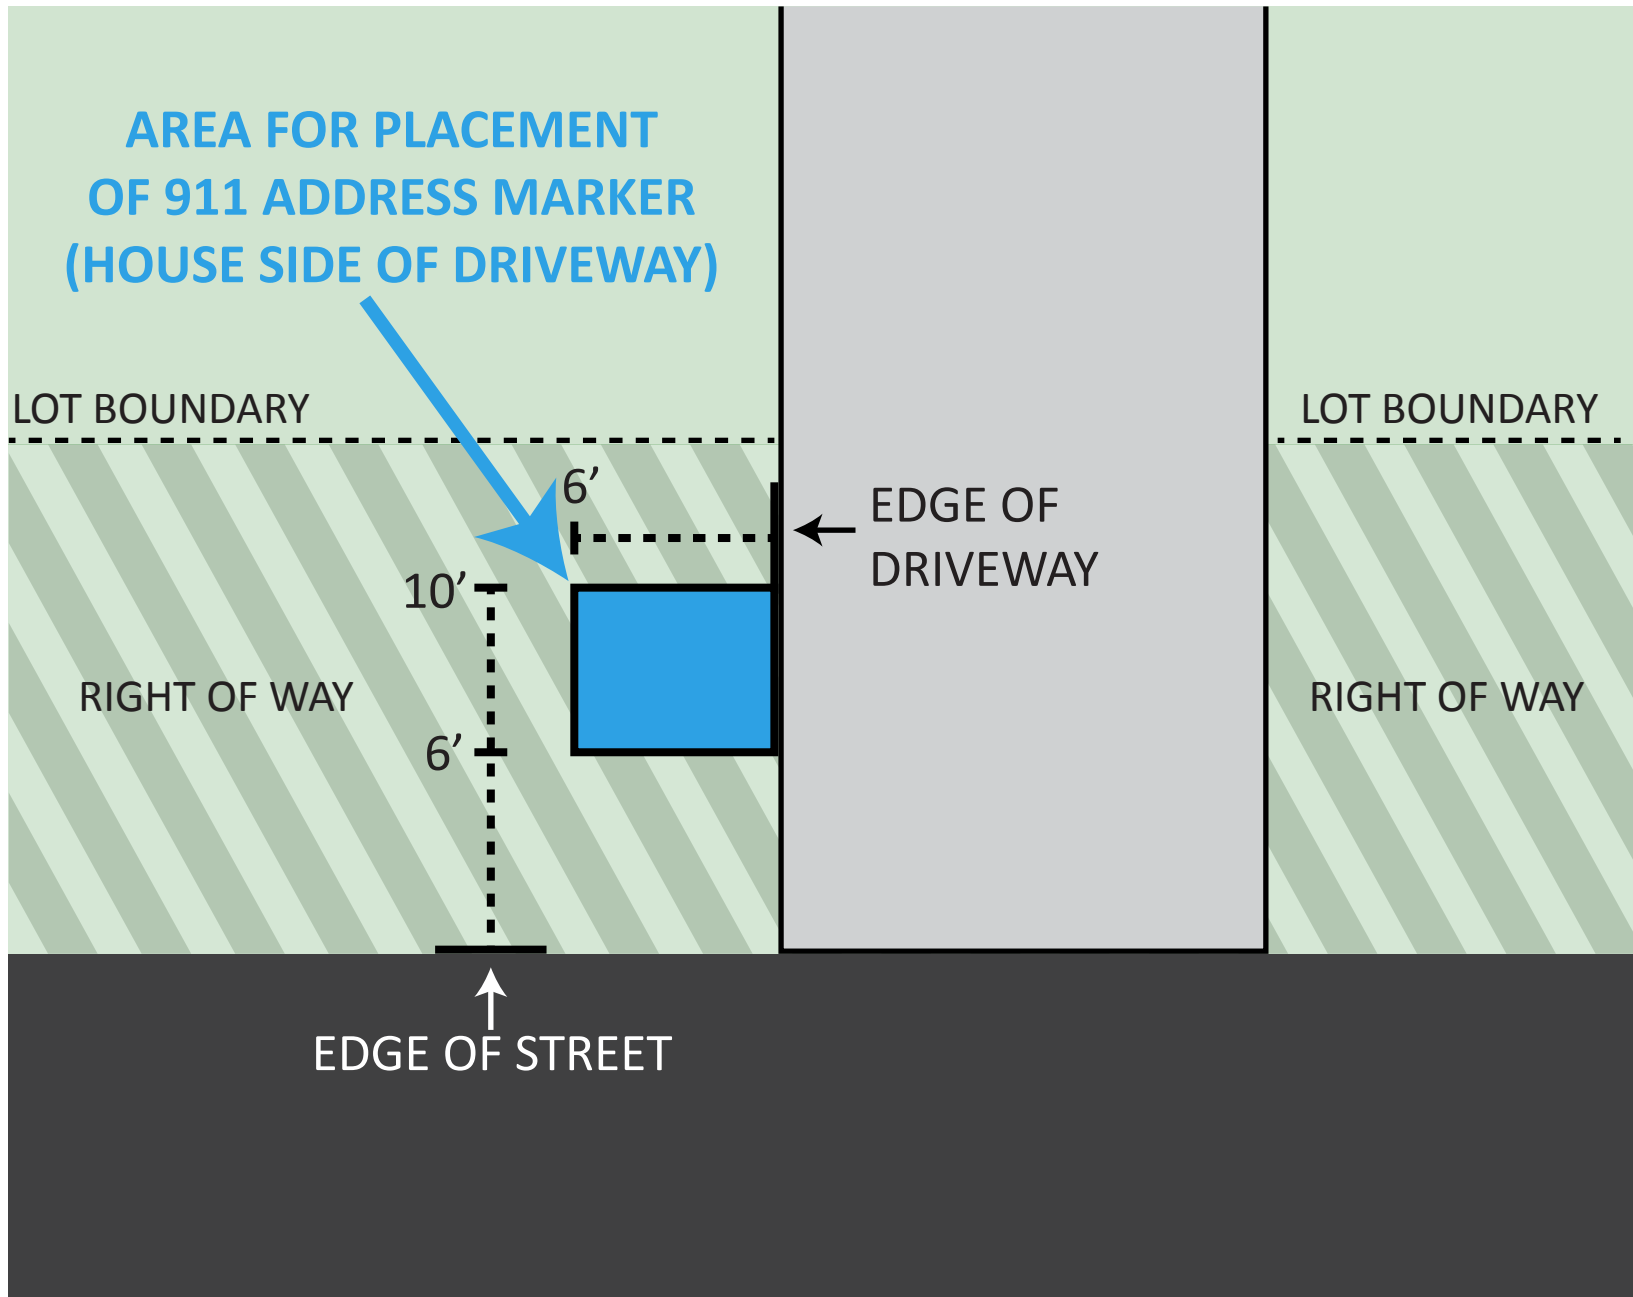 AREA FOR PLACEMENT
OF 911 ADDRESS MARKER
(HOUSE SIDE OF DRIVEWAY)
LOT BOUNDARY
LOT BOUNDARY
6’
EDGE OF
DRIVEWAY
10’
RIGHT OF WAY
RIGHT OF WAY
6’
EDGE OF STREET